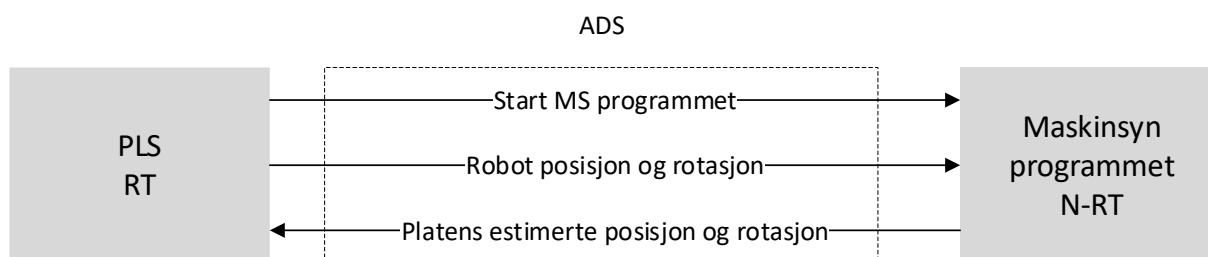 ADS
Start MS programmet
PLS
RT
Robot posisjon og rotasjon
Maskinsyn
programmet
N-RT
Platens estimerte posisjon og rotasjon